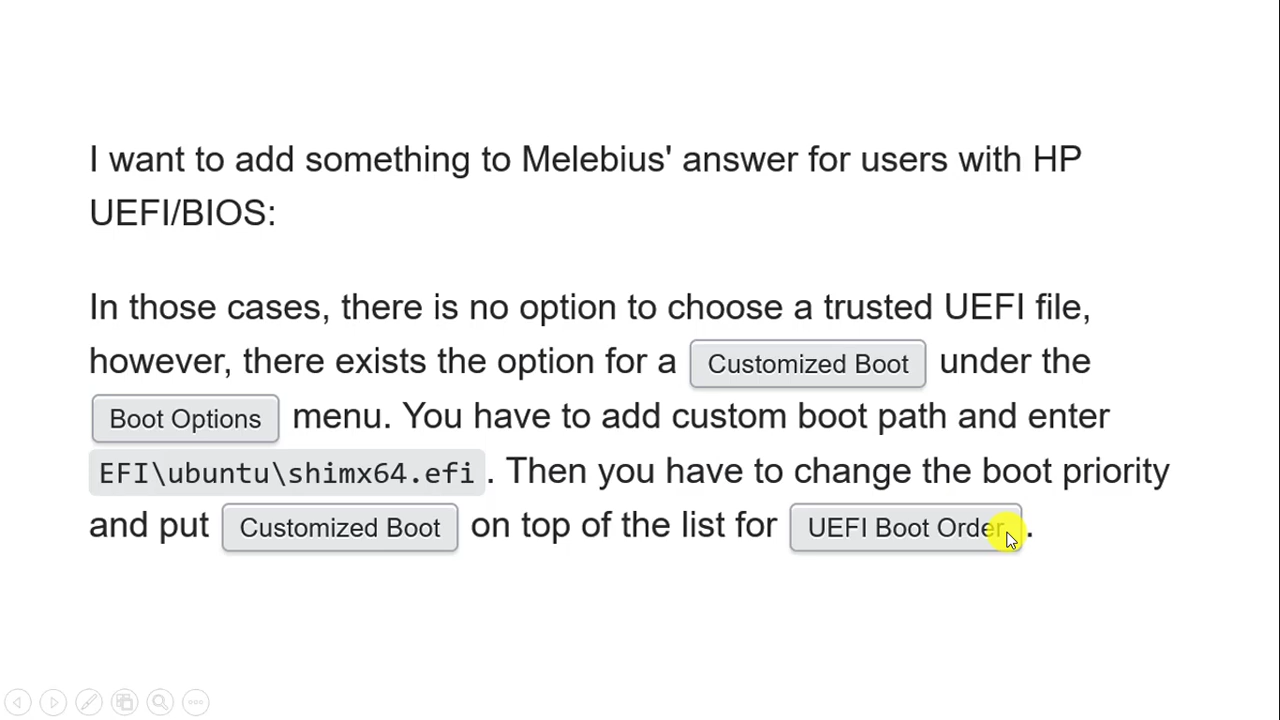 I want to add something to Melebius' answer for users with HP
UEFI/BIOS:
In those cases, there is no option to choose a trusted UEFI file,
however, there exists the option for a Customized Boot under the
Boot Options menu. You have to add custom boot path and enter
EFI\ubuntu\shimx64.efi. Then you have to change the boot priority
and put Customized Boot on top of the list for UEFI Boot Order.